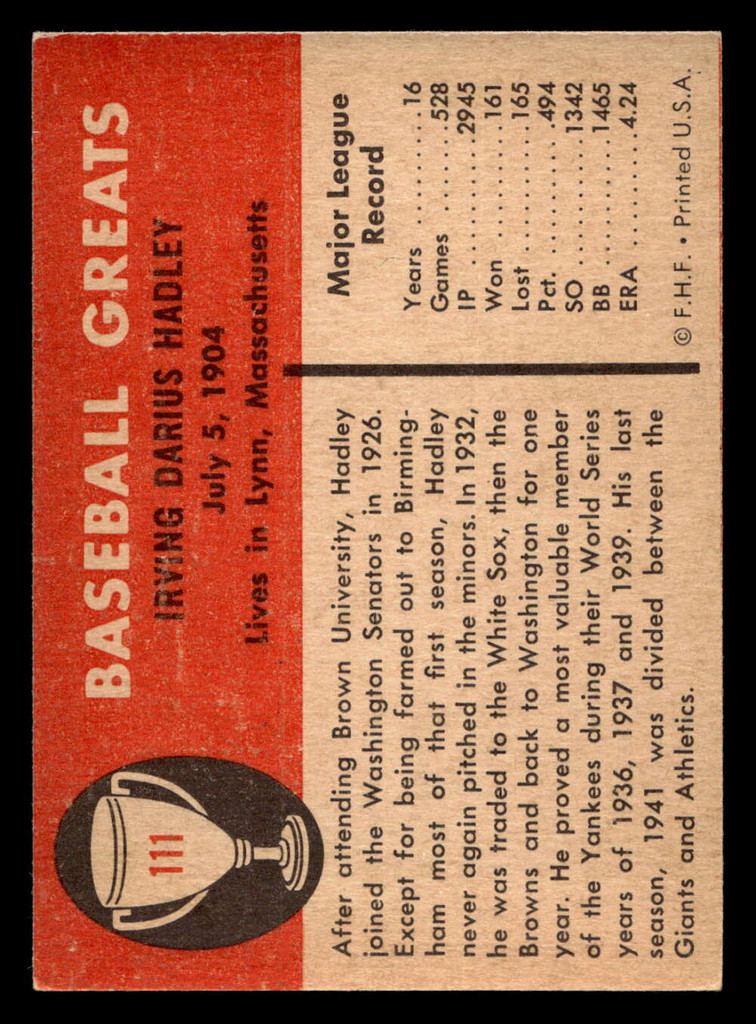 BASEBALL GREATS
IRVING DARIUS HADLEY
July 5, 1904
Lives in Lynn, Massachusetts
111
After attending Brown University, Hadley
joined the Washington Senators in 1926.
Except for being farmed out to Birming-
ham most of that first season, Hadley
never again pitched in the minors. In 1932,
he was traded to the White Sox, then the
Browns and back to Washington for one
year. He proved a most valuable member
of the Yankees during their World Series
years of 1936, 1937 and 1939. His last
season, 1941 was divided between the
Giants and Athletics.
Major League
Record
Years ........ 16
Games ....... 528
IP .......... 2945
Won ......... 161
Lost ......... 165
Pct. ......... .494
SO ......... 1342
BB ......... 1465
ERA ........ 4.24
© F.H.F. • Printed U.S.A.